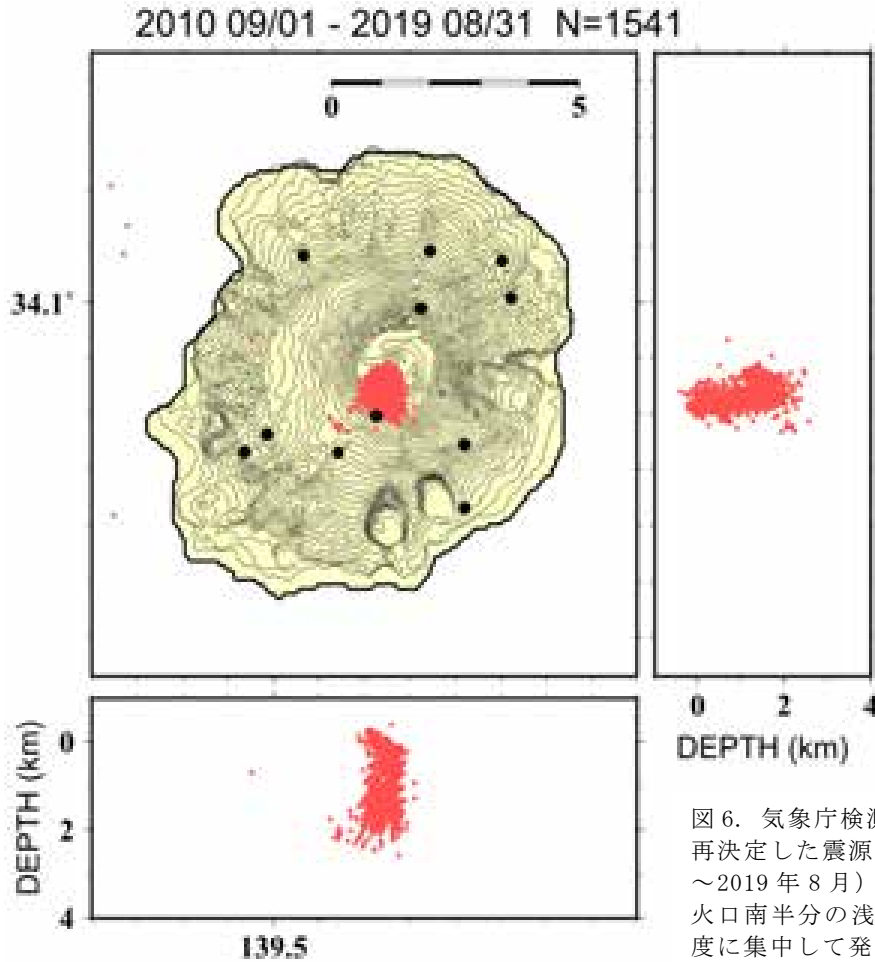 2010 09/01 - 2019 08/31 N=1541
0 5
34.1°
0 2 4
DEPTH (km)
DEPTH (km)
0
2
4
139.5
図 6. 気象庁検測
再決定した震源
～2019 年 8 月）
火口南半分の浅
度に集中して発